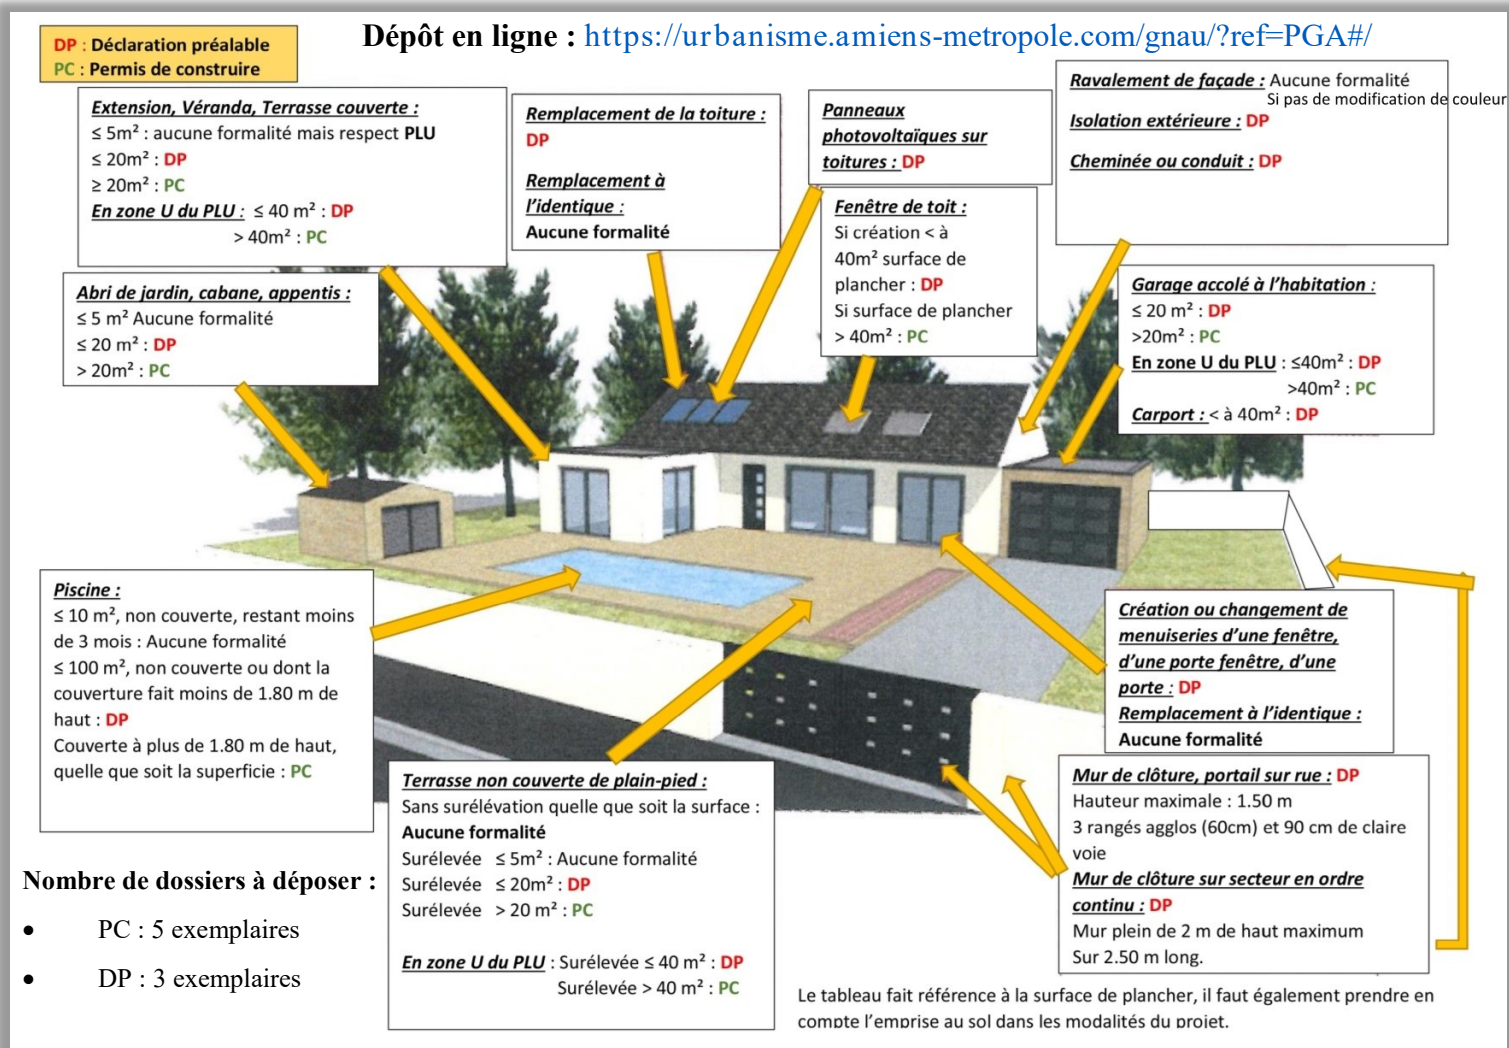 DP : Déclaration préalable
PC : Permis de construire
Dépôt en ligne : https://urbanisme.amiens-metropole.com/gnau/?ref=PGA#/
Extension, Véranda, Terrasse couverte :
≤ 5m² : aucune formalité mais respect PLU
≤ 20m² : DP
≥ 20m² : PC
En zone U du PLU : ≤ 40 m² : DP
> 40m² : PC
Remplacement de la toiture :
DP
Remplacement à
l'identique :
Aucune formalité
Panneaux
photovoltaïques sur
toitures : DP
Fenêtre de toit :
Si création < à
40m² surface de
plancher : DP
Si surface de plancher
> 40m² : PC
Ravalement de façade : Aucune formalité
Si pas de modification de couleur
Isolation extérieure : DP
Cheminée ou conduit : DP
Abri de jardin, cabane, appentis :
≤ 5 m² Aucune formalité
≤ 20 m² : DP
> 20m² : PC
Garage accolé à l'habitation :
≤ 20 m² : DP
>20m² : PC
En zone U du PLU : ≤40m² : DP
>40m² : PC
Carport : < à 40m² : DP
Piscine :
≤ 10 m², non couverte, restant moins
de 3 mois : Aucune formalité
≤ 100 m², non couverte ou dont la
couverture fait moins de 1.80 m de
haut : DP
Couverte à plus de 1.80 m de haut,
quelle que soit la superficie : PC
Création ou changement de
menuiseries d'une fenêtre,
d'une porte fenêtre, d'une
porte : DP
Remplacement à l'identique :
Aucune formalité
Terrasse non couverte de plain-pied :
Sans surélévation quelle que soit la surface :
Aucune formalité
Surélevée ≤ 5m² : Aucune formalité
Surélevée ≤ 20m² : DP
Surélevée > 20 m² : PC
En zone U du PLU : Surélevée ≤ 40 m² : DP
Surélevée > 40 m² : PC
Mur de clôture, portail sur rue : DP
Hauteur maximale : 1.50 m
3 rangés agglos (60cm) et 90 cm de claire
voie
Mur de clôture sur secteur en ordre
continu : DP
Mur plein de 2 m de haut maximum
Sur 2.50 m long.
Nombre de dossiers à déposer :
• PC : 5 exemplaires
• DP : 3 exemplaires
Le tableau fait référence à la surface de plancher, il faut également prendre en
compte l'emprise au sol dans les modalités du projet.